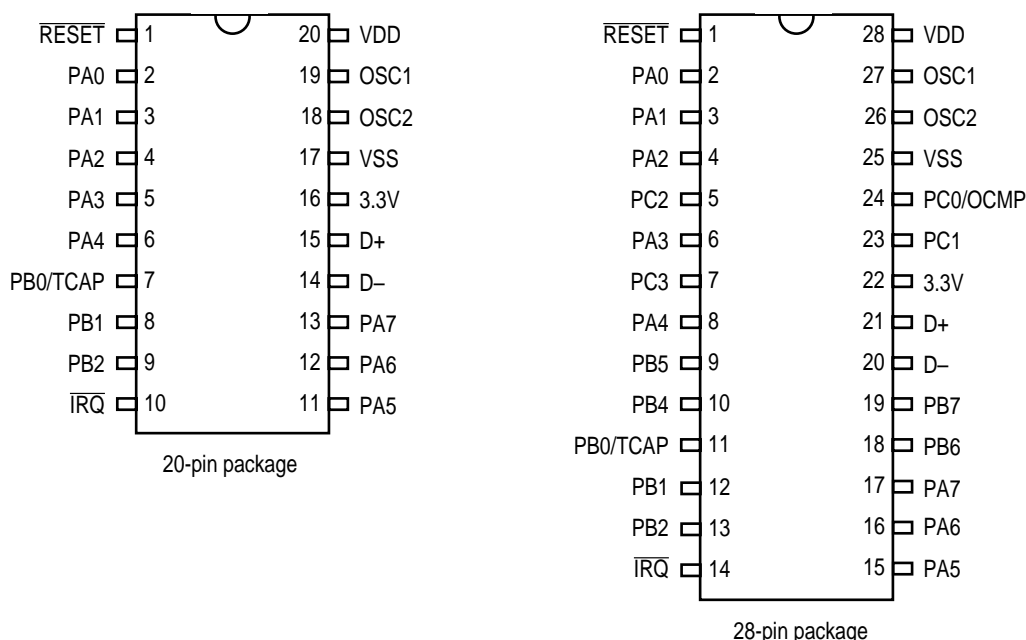 RESET 1 20 VDD
PA0 2 19 OSC1
PA1 3 18 OSC2
PA2 4 17 VSS
PA3 5 16 3.3V
PA4 6 15 D+
PB0/TCAP 7 14 D–
PB1 8 13 PA7
PB2 9 12 PA6
IRQ 10 11 PA5
20-pin package
RESET 1 28 VDD
PA0 2 27 OSC1
PA1 3 26 OSC2
PA2 4 25 VSS
PC2 5 24 PC0/OCMP
PA3 6 23 PC1
PC3 7 22 3.3V
PA4 8 21 D+
PB5 9 20 D–
PB4 10 19 PB7
PB0/TCAP 11 18 PB6
PB1 12 17 PA7
PB2 13 16 PA6
IRQ 14 15 PA5
28-pin package